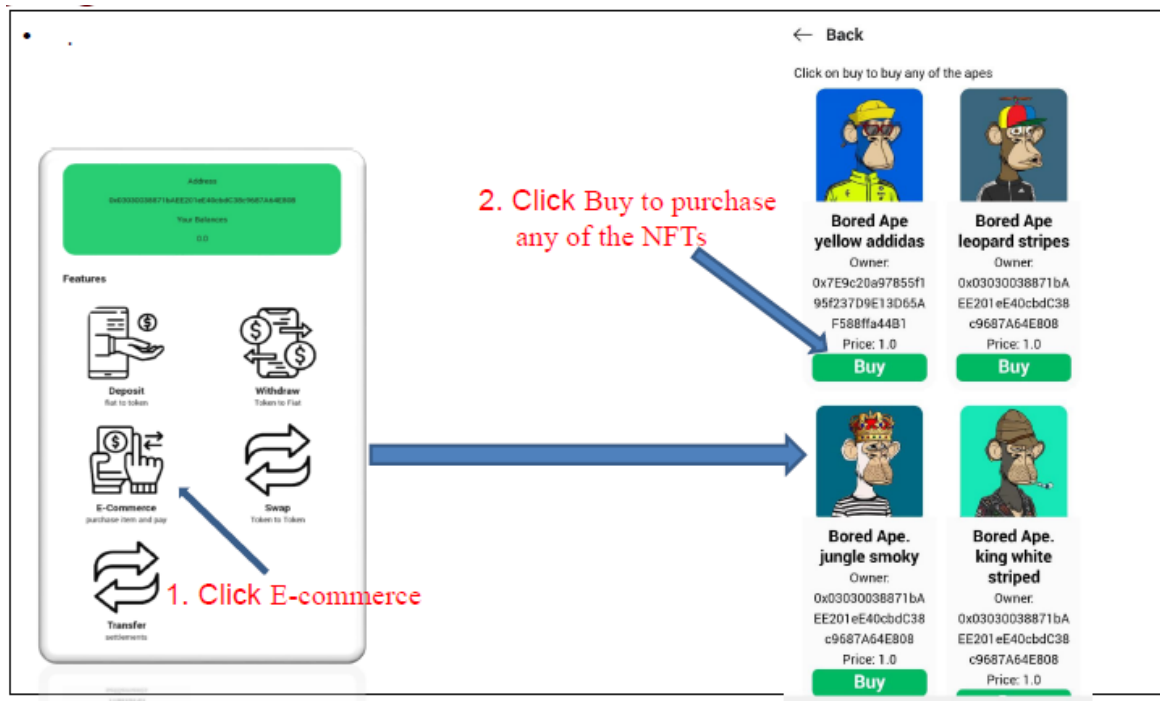 Address
0x03030038871bAEE201eE40cbdC38c9687A64E808
Your Balances
0.0
Features
Deposit
fiat to token
Withdraw
Token to Fiat
E-Commerce
purchase item and pay
Swap
Token to Token
Transfer
settlements
1. Click E-commerce
2. Click Buy to purchase
any of the NFTs
← Back
Click on buy to buy any of the apes
Bored Ape
yellow addidas
Owner:
0x7E9c20a97855f1
95f237D9E13D65A
F588ffa44B1
Price: 1.0
Buy
Bored Ape
leopard stripes
Owner:
0x03030038871bA
EE201eE40cbdC38
c9687A64E808
Price: 1.0
Buy
Bored Ape.
jungle smoky
Owner:
0x03030038871bA
EE201eE40cbdC38
c9687A64E808
Price: 1.0
Buy
Bored Ape.
king white
striped
Owner:
0x03030038871bA
EE201eE40cbdC38
c9687A64E808
Price: 1.0